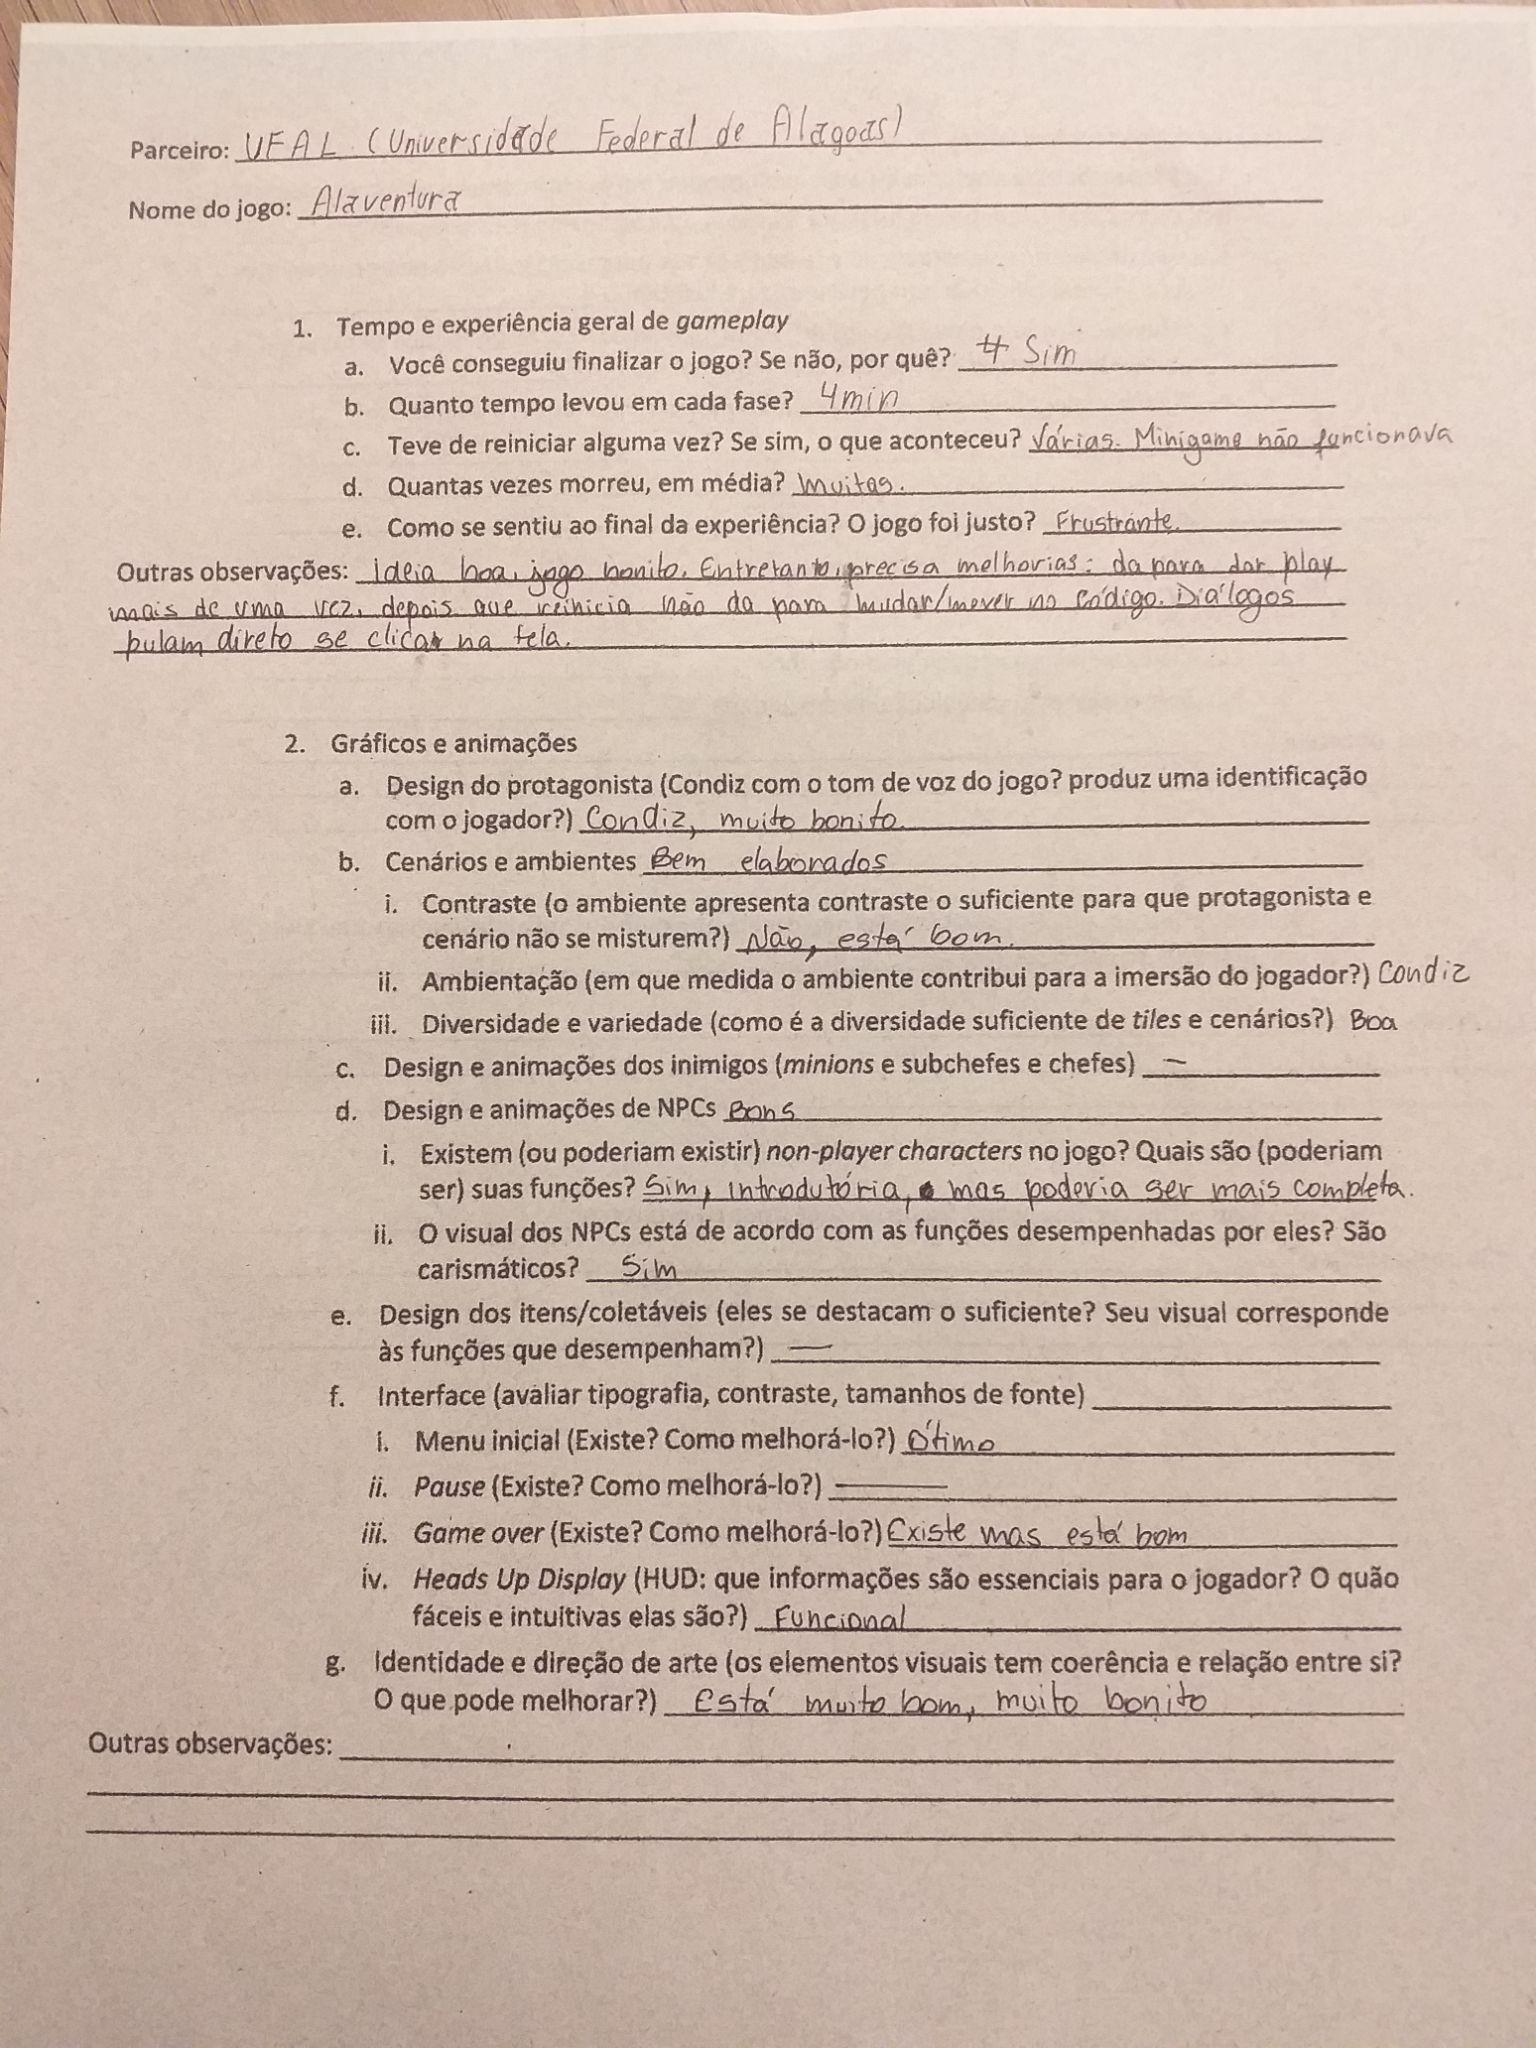 Parceiro: UFAL (Universidade Federal de Alagoas)
Nome do jogo: Alaventura
1. Tempo e experiência geral de gameplay
a. Você conseguiu finalizar o jogo? Se não, por quê? Sim
b. Quanto tempo levou em cada fase? 4min
c. Teve de reiniciar alguma vez? Se sim, o que aconteceu? Várias. Minigame não funcionava
d. Quantas vezes morreu, em média? Muitas.
e. Como se sentiu ao final da experiência? O jogo foi justo? Frustrante.
Outras observações: Ideia boa, jogo bonito. Entretanto, precisa melhorias: da para dar play
mais de uma vez, depois que reinicia não da para mudar/mexer no código. Diálogos
pulam direto se clicar na tela.
2. Gráficos e animações
a. Design do protagonista (Condiz com o tom de voz do jogo? produz uma identificação
com o jogador?) Condiz, muito bonito.
b. Cenários e ambientes Bem elaborados
i. Contraste (o ambiente apresenta contraste o suficiente para que protagonista e
cenário não se misturem?) Não, está bom.
ii. Ambientação (em que medida o ambiente contribui para a imersão do jogador?) Condiz
iii. Diversidade e variedade (como é a diversidade suficiente de tiles e cenários?) Boa
c. Design e animações dos inimigos (minions e subchefes e chefes) —
d. Design e animações de NPCs Bons
i. Existem (ou poderiam existir) non-player characters no jogo? Quais são (poderiam
ser) suas funções? Sim, introdutória, mas poderia ser mais completa.
ii. O visual dos NPCs está de acordo com as funções desempenhadas por eles? São
carismáticos? Sim
e. Design dos itens/coletáveis (eles se destacam o suficiente? Seu visual corresponde
às funções que desempenham?) —
f. Interface (avaliar tipografia, contraste, tamanhos de fonte)
i. Menu inicial (Existe? Como melhorá-lo?) Ótimo
ii. Pause (Existe? Como melhorá-lo?) —
iii. Game over (Existe? Como melhorá-lo?) Existe mas está bom
iv. Heads Up Display (HUD: que informações são essenciais para o jogador? O quão
fáceis e intuitivas elas são?) Funcional
g. Identidade e direção de arte (os elementos visuais tem coerência e relação entre si?
O que pode melhorar?) Está muito bom, muito bonito
Outras observações: